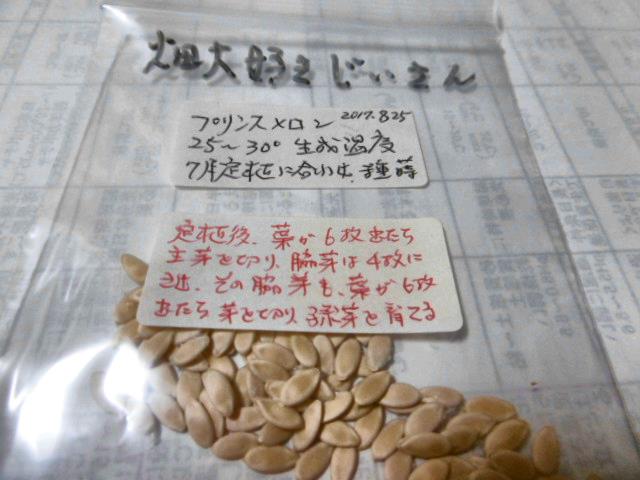 畑大好きじいさん
プリンスメロン 2017.8.25
25～30° 生育温度
7月定植に合わせ、種蒔
定植後、葉が6枚出たら
主芽を切り、脇芽は4枚に
き出、その脇芽も、葉が6枚
出たら芽を切り孫芽を育てる